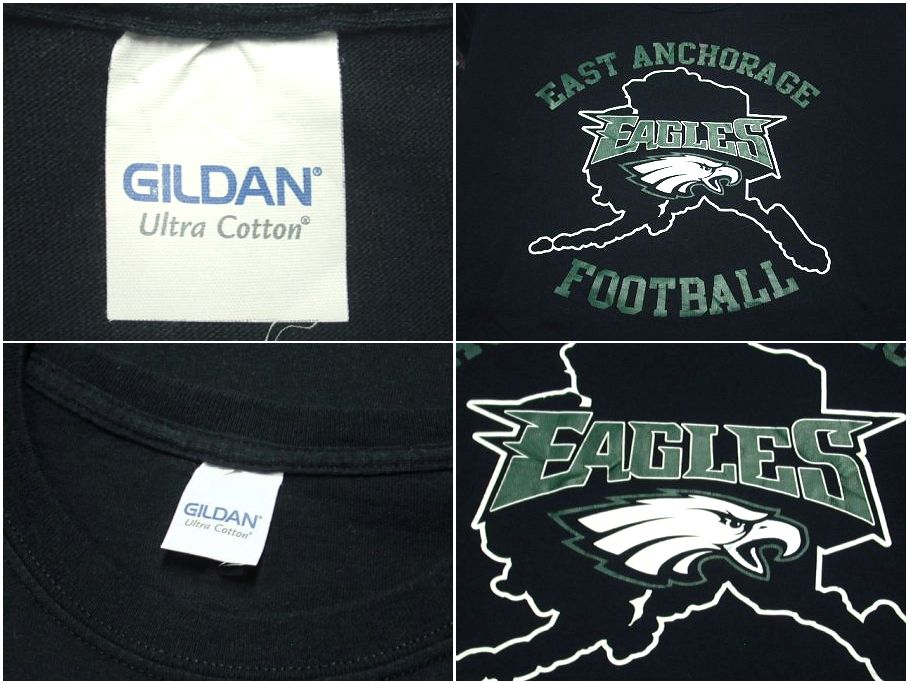 GILDAN®
Ultra Cotton®
EAST ANCHORAGE
EAGLES
FOOTBALL
GILDAN®
Ultra Cotton®
EAGLES